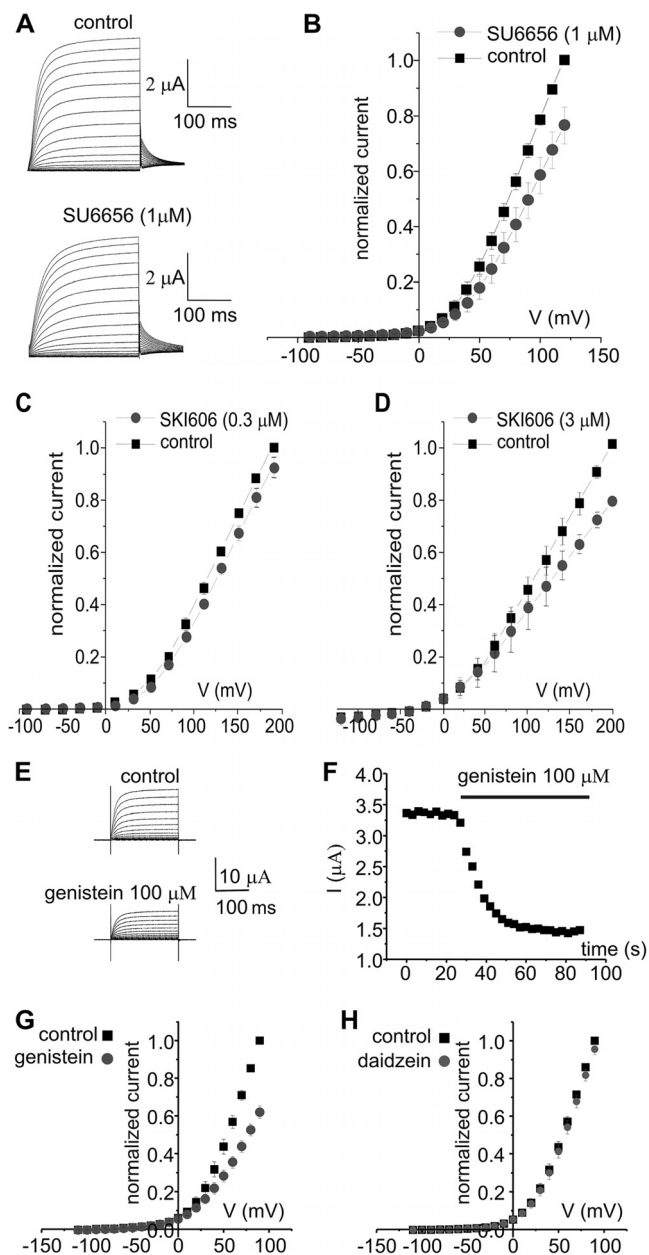 A
control
2 μA
100 ms
SU6656 (1μM)
2 μA
100 ms
B
SU6656 (1 μM)
control
normalized current
1.0
0.8
0.6
0.4
0.2
V (mV)
-100 -50 0 50 100 150
C
SKI606 (0.3 μM)
control
normalized current
1.0
0.8
0.6
0.4
0.2
V (mV)
-100 -50 0 50 100 150 200
D
SKI606 (3 μM)
control
normalized current
1.0
0.8
0.6
0.4
0.2
V (mV)
-100 -50 0 50 100 150 200
E
control
genistein 100 μM
10 μA
100 ms
F
genistein 100 μM
I (μA)
4.0
3.5
3.0
2.5
2.0
1.5
1.0
time (s)
0 20 40 60 80 100
G
control
genistein
normalized current
1.0
0.8
0.6
0.4
0.2
0.0
V (mV)
-150 -100 -50 0 50 100
H
control
daidzein
normalized current
1.0
0.8
0.6
0.4
0.2
0.0
V (mV)
-150 -100 -50 0 50 100